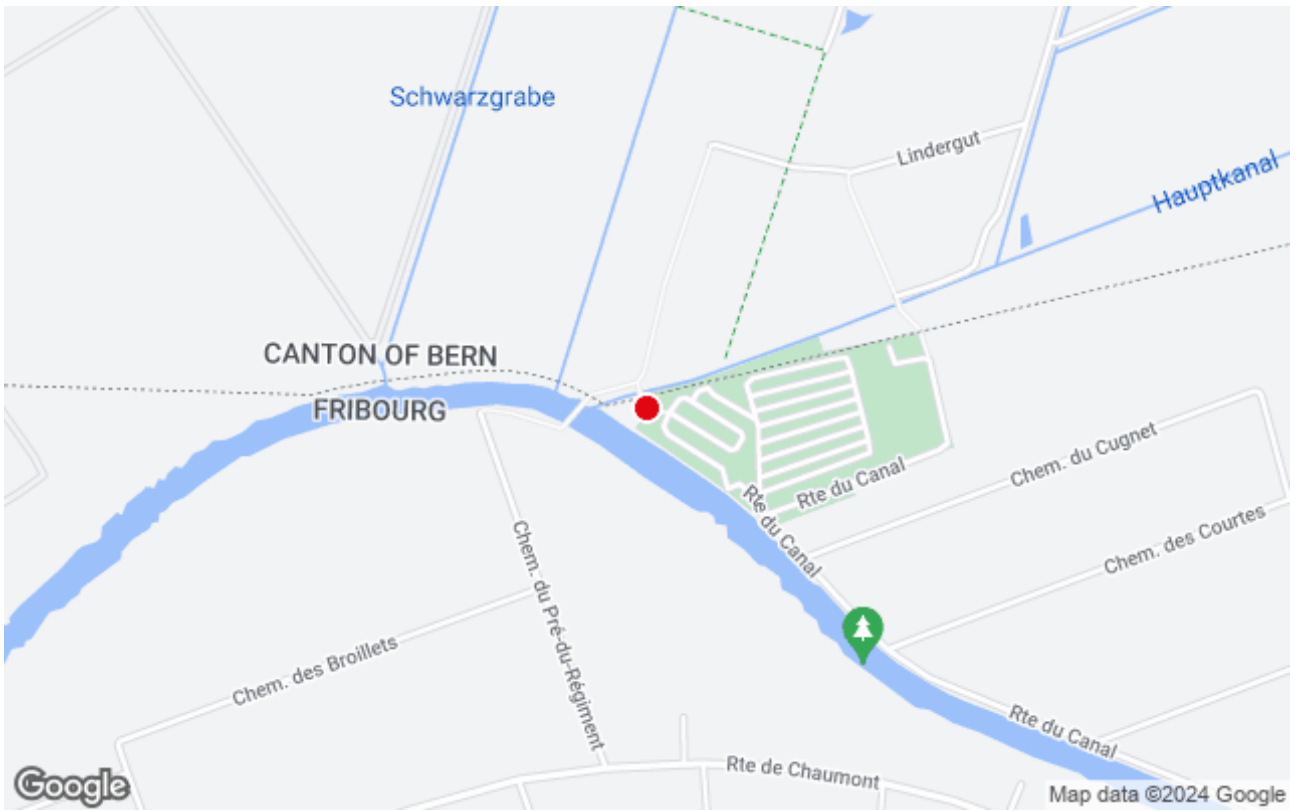 Schwarzgrabe
Lindergut
Hauptkanal
CANTON OF BERN
FRIBOURG
Chem. du Cugnet
Rte du Canal
Rte du Canal
Chem. des Courtes
Chem. du Pré-du-Régiment
Chem. des Broillets
Rte du Canal
Rte de Chaumont
Google
Map data ©2024 Google